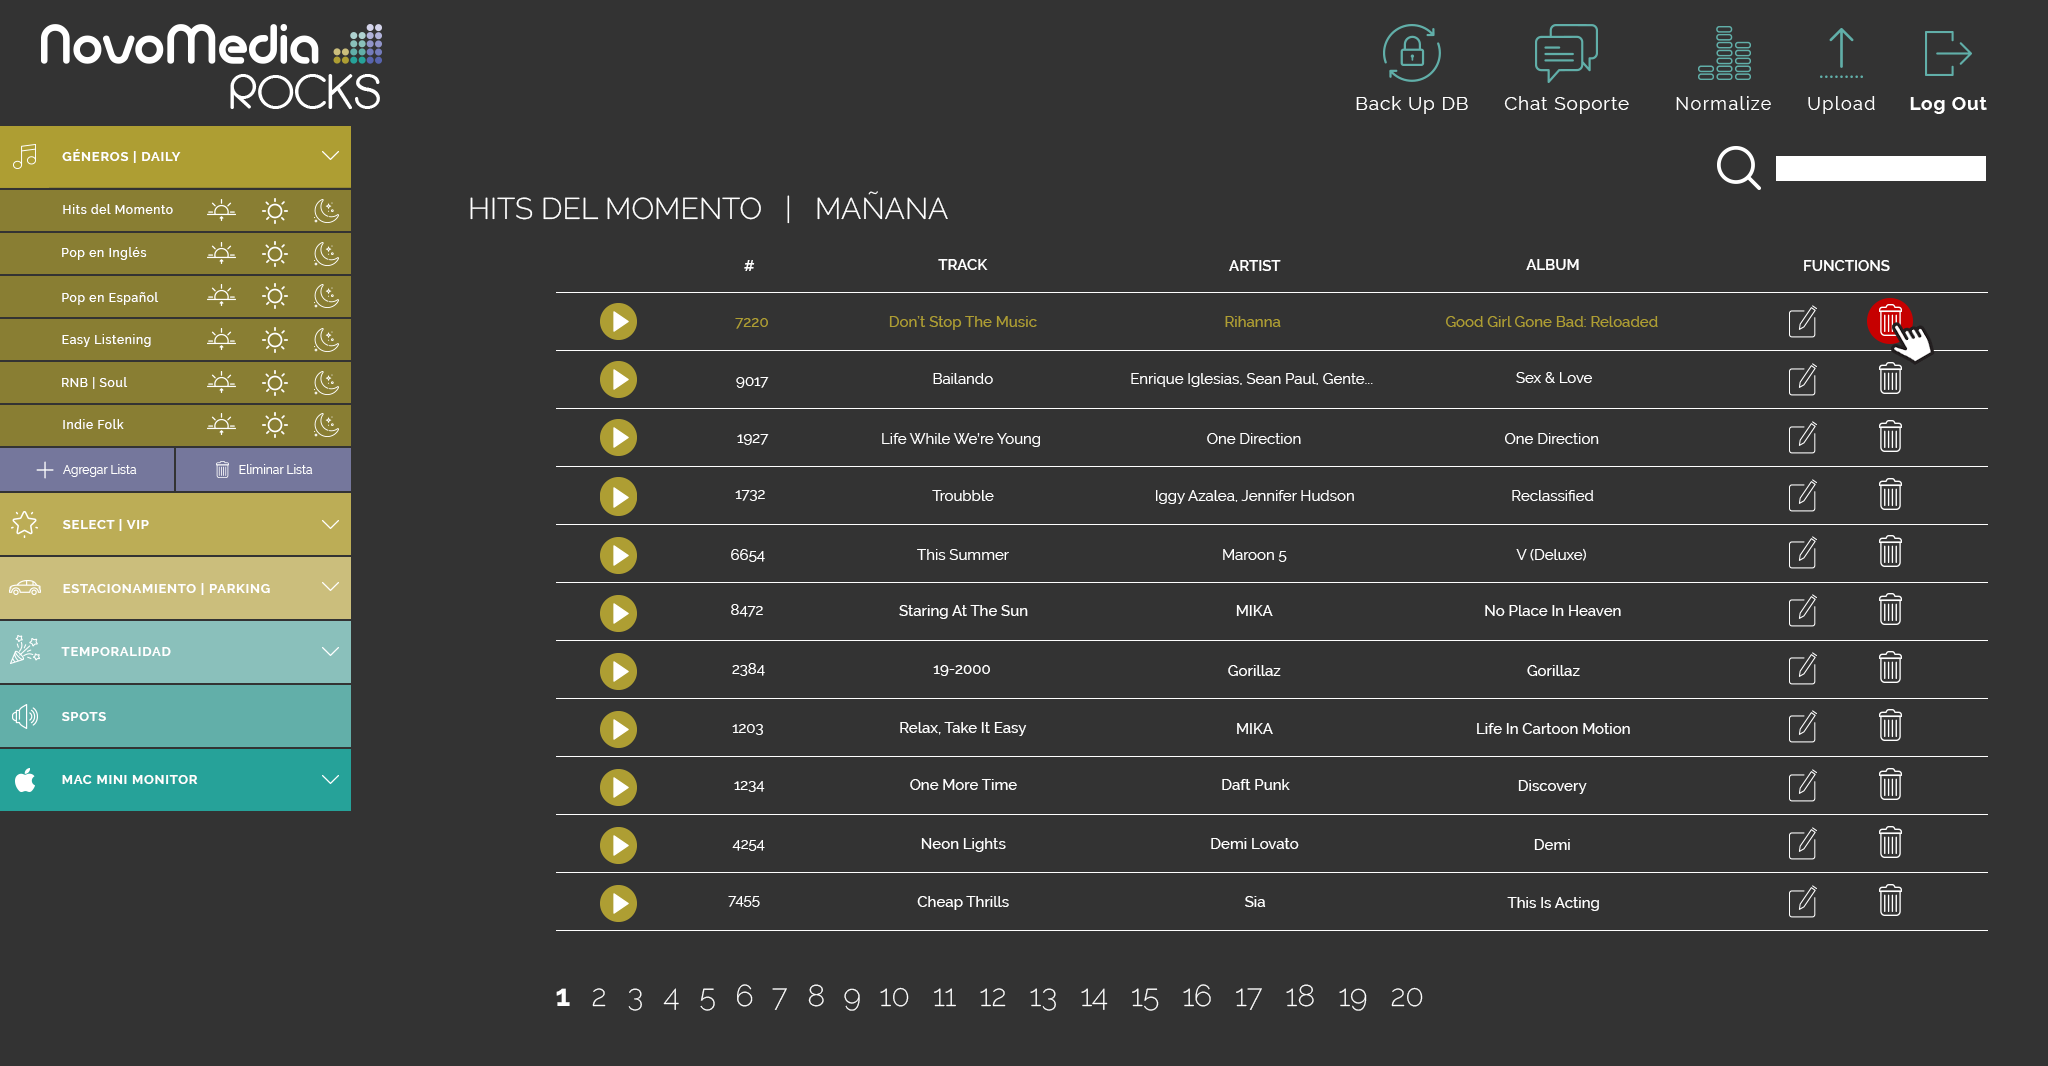 NovoMedia
ROCKS
Back Up DB Chat Soporte Normalize Upload Log Out
GÉNEROS | DAILY
Hits del Momento
Pop en Inglés
Pop en Español
Easy Listening
RNB | Soul
Indie Folk
Agregar Lista Eliminar Lista
SELECT | VIP
ESTACIONAMIENTO | PARKING
TEMPORALIDAD
SPOTS
MAC MINI MONITOR
HITS DEL MOMENTO | MAÑANA
# TRACK ARTIST ALBUM FUNCTIONS
7220 Don't Stop The Music Rihanna Good Girl Gone Bad: Reloaded
9017 Bailando Enrique Iglesias, Sean Paul, Gente... Sex & Love
1927 Life While We're Young One Direction One Direction
1732 Troubble Iggy Azalea, Jennifer Hudson Reclassified
6654 This Summer Maroon 5 V (Deluxe)
8472 Staring At The Sun MIKA No Place In Heaven
2384 19-2000 Gorillaz Gorillaz
1203 Relax, Take It Easy MIKA Life In Cartoon Motion
1234 One More Time Daft Punk Discovery
4254 Neon Lights Demi Lovato Demi
7455 Cheap Thrills Sia This Is Acting
1 2 3 4 5 6 7 8 9 10 11 12 13 14 15 16 17 18 19 20